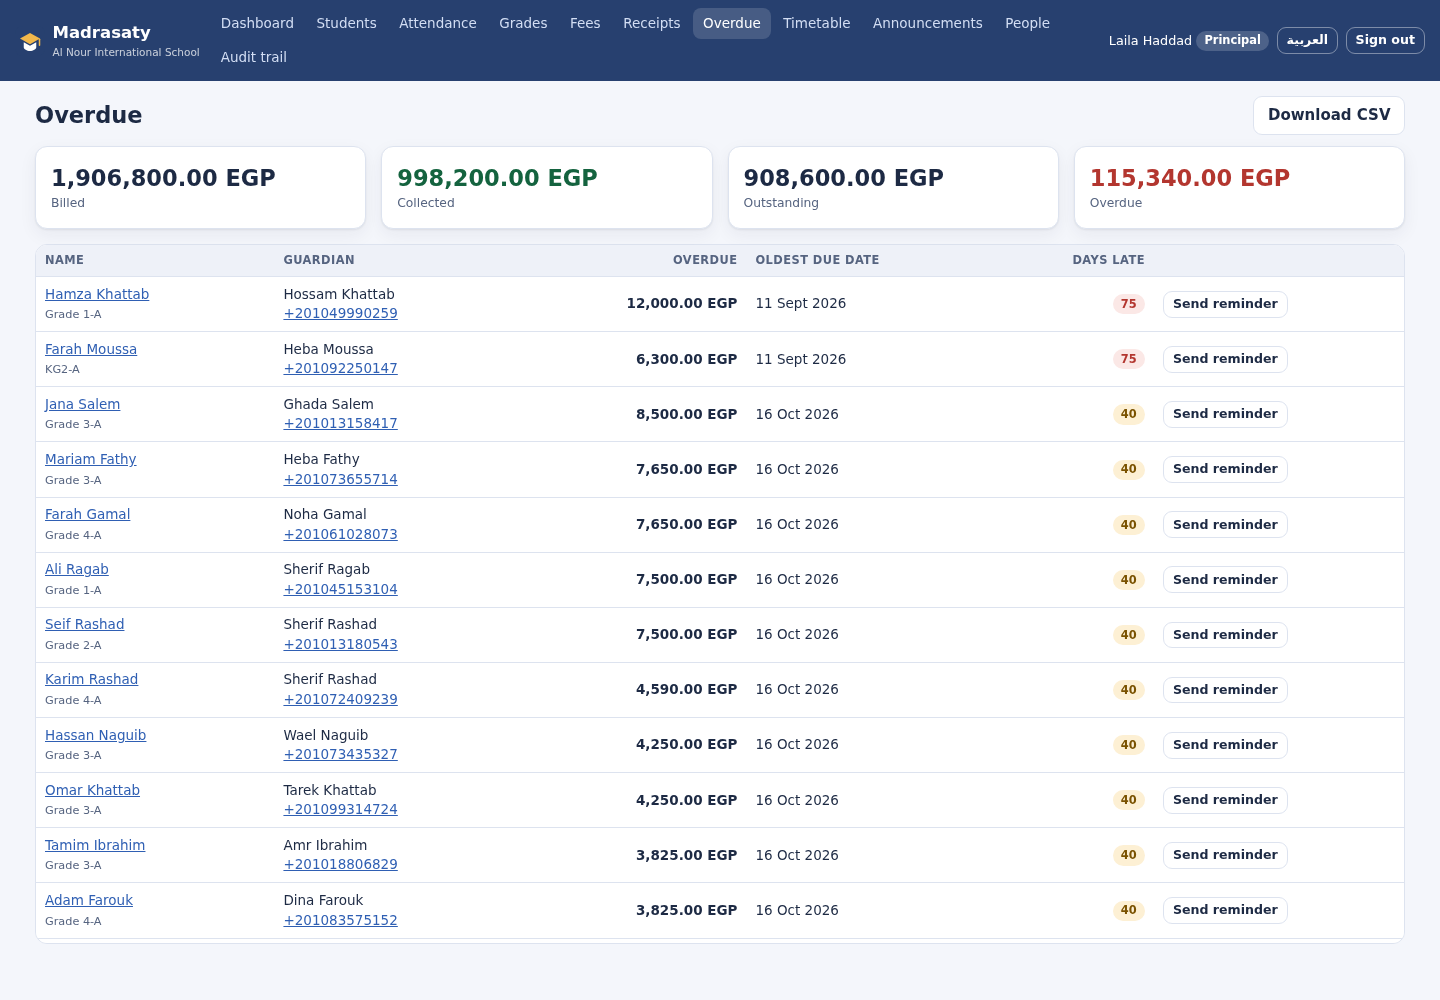 Madrasaty
Al Nour International School
Dashboard Students Attendance Grades Fees Receipts Overdue Timetable Announcements People
Audit trail
Laila Haddad Principal العربية Sign out
Overdue
Download CSV
1,906,800.00 EGP
Billed
998,200.00 EGP
Collected
908,600.00 EGP
Outstanding
115,340.00 EGP
Overdue
NAME GUARDIAN OVERDUE OLDEST DUE DATE DAYS LATE
Hamza Khattab Hossam Khattab
Grade 1-A +201049990259 12,000.00 EGP 11 Sept 2026 75 Send reminder
Farah Moussa Heba Moussa
KG2-A +201092250147 6,300.00 EGP 11 Sept 2026 75 Send reminder
Jana Salem Ghada Salem
Grade 3-A +201013158417 8,500.00 EGP 16 Oct 2026 40 Send reminder
Mariam Fathy Heba Fathy
Grade 3-A +201073655714 7,650.00 EGP 16 Oct 2026 40 Send reminder
Farah Gamal Noha Gamal
Grade 4-A +201061028073 7,650.00 EGP 16 Oct 2026 40 Send reminder
Ali Ragab Sherif Ragab
Grade 1-A +201045153104 7,500.00 EGP 16 Oct 2026 40 Send reminder
Seif Rashad Sherif Rashad
Grade 2-A +201013180543 7,500.00 EGP 16 Oct 2026 40 Send reminder
Karim Rashad Sherif Rashad
Grade 4-A +201072409239 4,590.00 EGP 16 Oct 2026 40 Send reminder
Hassan Naguib Wael Naguib
Grade 3-A +201073435327 4,250.00 EGP 16 Oct 2026 40 Send reminder
Omar Khattab Tarek Khattab
Grade 3-A +201099314724 4,250.00 EGP 16 Oct 2026 40 Send reminder
Tamim Ibrahim Amr Ibrahim
Grade 3-A +201018806829 3,825.00 EGP 16 Oct 2026 40 Send reminder
Adam Farouk Dina Farouk
Grade 4-A +201083575152 3,825.00 EGP 16 Oct 2026 40 Send reminder